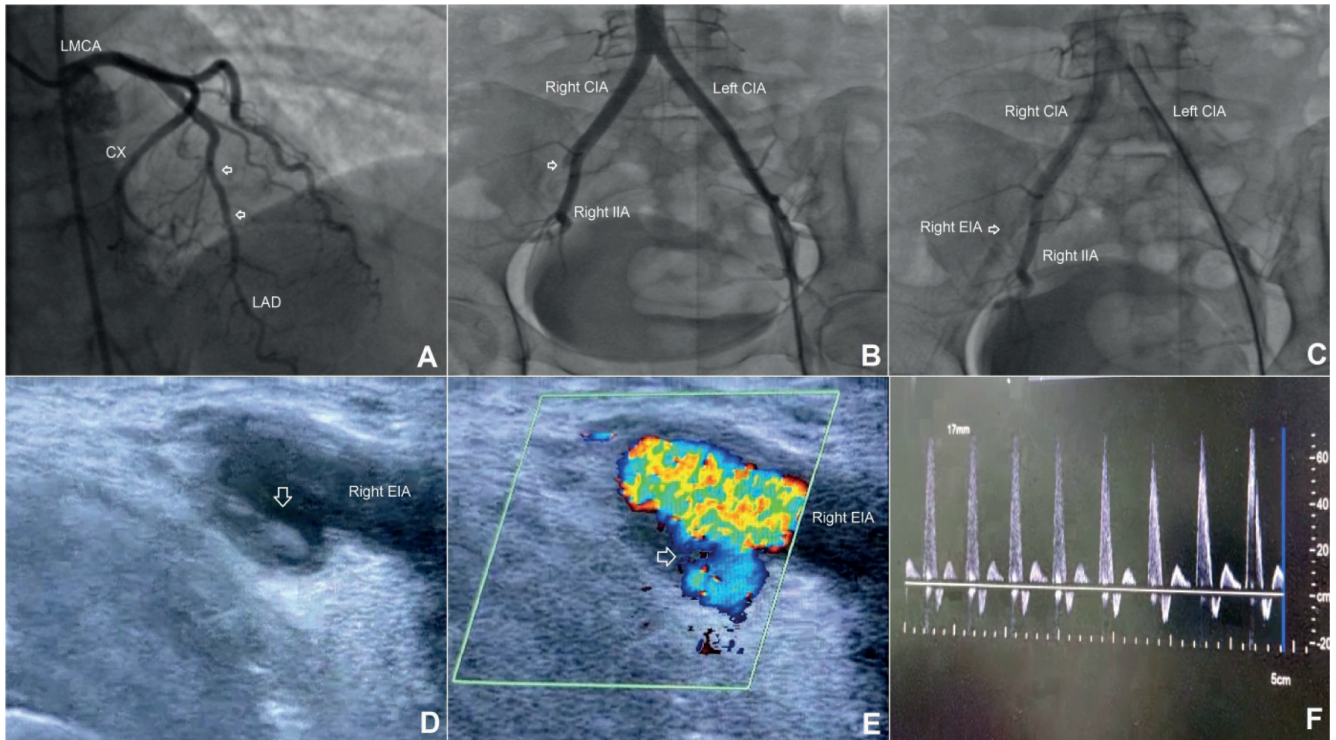 LMCA
CX
LAD
A
Right CIA
Left CIA
Right IIA
B
Right CIA
Left CIA
Right EIA
Right IIA
C
Right EIA
D
Right EIA
E
17mm
60
40
20
cm
-20
5cm
F